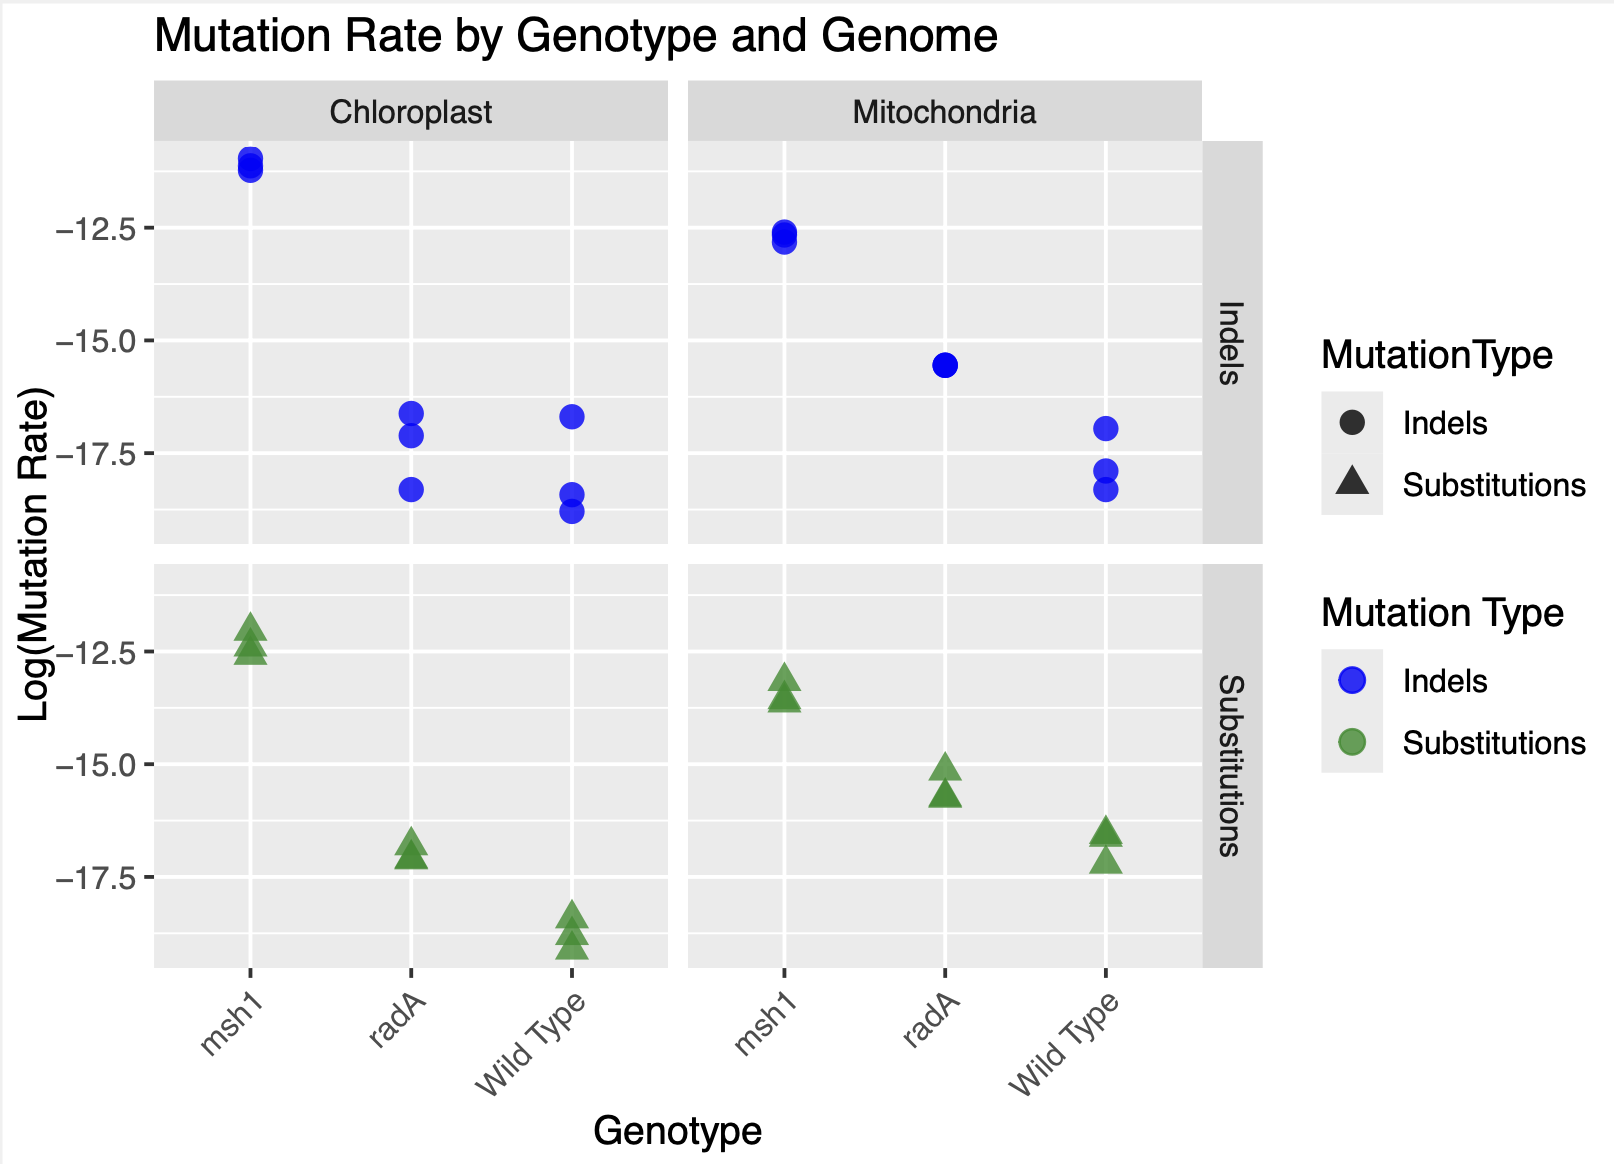 Mutation Rate by Genotype and Genome
Chloroplast
Mitochondria
Indels
Substitutions
−12.5
−15.0
−17.5
−12.5
−15.0
−17.5
Log(Mutation Rate)
msh1
radA
Wild Type
msh1
radA
Wild Type
Genotype
MutationType
Indels
Substitutions
Mutation Type
Indels
Substitutions